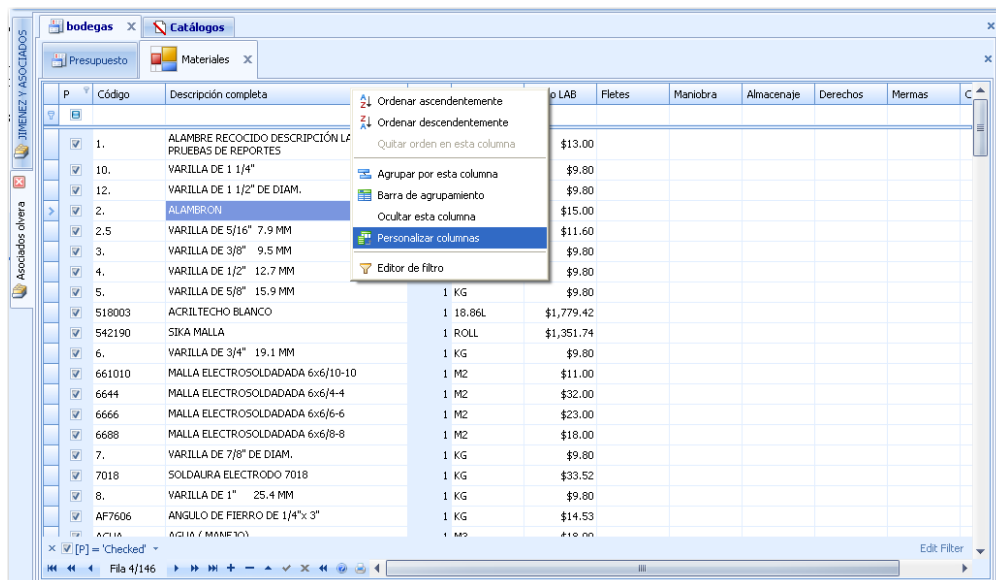 bodegas X Catálogos x
Presupuesto Materiales X x
JIMENEZ Y ASOCIADOS
Asociados olvera
P Código Descripción completa o LAB Fletes Maniobra Almacenaje Derechos Mermas C
Ordenar ascendentemente
Ordenar descendentemente
Quitar orden en esta columna
Agrupar por esta columna
Barra de agrupamiento
Ocultar esta columna
Personalizar columnas
Editor de filtro
1. ALAMBRE RECOCIDO DESCRIPCIÓN LA $13.00
PRUEBAS DE REPORTES
10. VARILLA DE 1 1/4" $9.80
12. VARILLA DE 1 1/2" DE DIAM. $9.80
2. ALAMBRON $15.00
2.5 VARILLA DE 5/16" 7.9 MM $11.60
3. VARILLA DE 3/8" 9.5 MM $9.80
4. VARILLA DE 1/2" 12.7 MM $9.80
5. VARILLA DE 5/8" 15.9 MM 1 KG $9.80
518003 ACRILTECHO BLANCO 1 18.86L $1,779.42
542190 SIKA MALLA 1 ROLL $1,351.74
6. VARILLA DE 3/4" 19.1 MM 1 KG $9.80
661010 MALLA ELECTROSOLDADADA 6x6/10-10 1 M2 $11.00
6644 MALLA ELECTROSOLDADADA 6x6/4-4 1 M2 $32.00
6666 MALLA ELECTROSOLDADADA 6x6/6-6 1 M2 $23.00
6688 MALLA ELECTROSOLDADADA 6x6/8-8 1 M2 $18.00
7. VARILLA DE 7/8" DE DIAM. 1 KG $9.80
7018 SOLDAURA ELECTRODO 7018 1 KG $33.52
8. VARILLA DE 1" 25.4 MM 1 KG $9.80
AF7606 ANGULO DE FIERRO DE 1/4"x 3" 1 KG $14.53
AGUA AGUA ( MANEJO) 1 M3 $18.00
[P] = 'Checked' Edit Filter
Fila 4/146